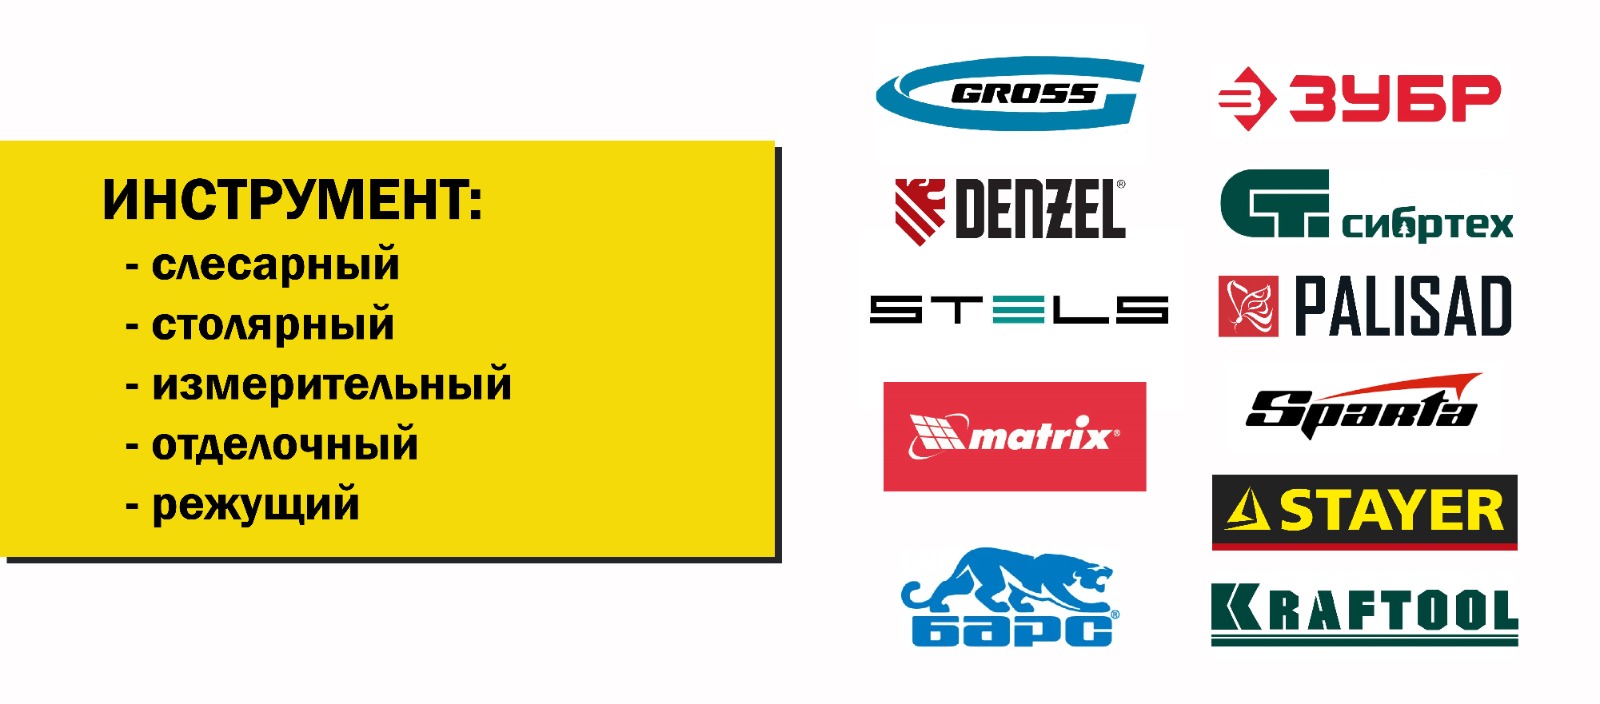 ИНСТРУМЕНТ:
- слесарный
- столярный
- измерительный
- отделочный
- режущий
GROSS
DENZEL®
STELS
matrix®
барс®
ЗУБР
сибртех
PALISAD
Sparta
STAYER
KRAFTOOL